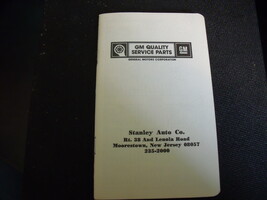 GM QUALITY
SERVICE PARTS
GM
GENERAL MOTORS CORPORATION
Stanley Auto Co.
Rt. 38 And Lenola Road
Moorestown, New Jersey 08057
235-2600